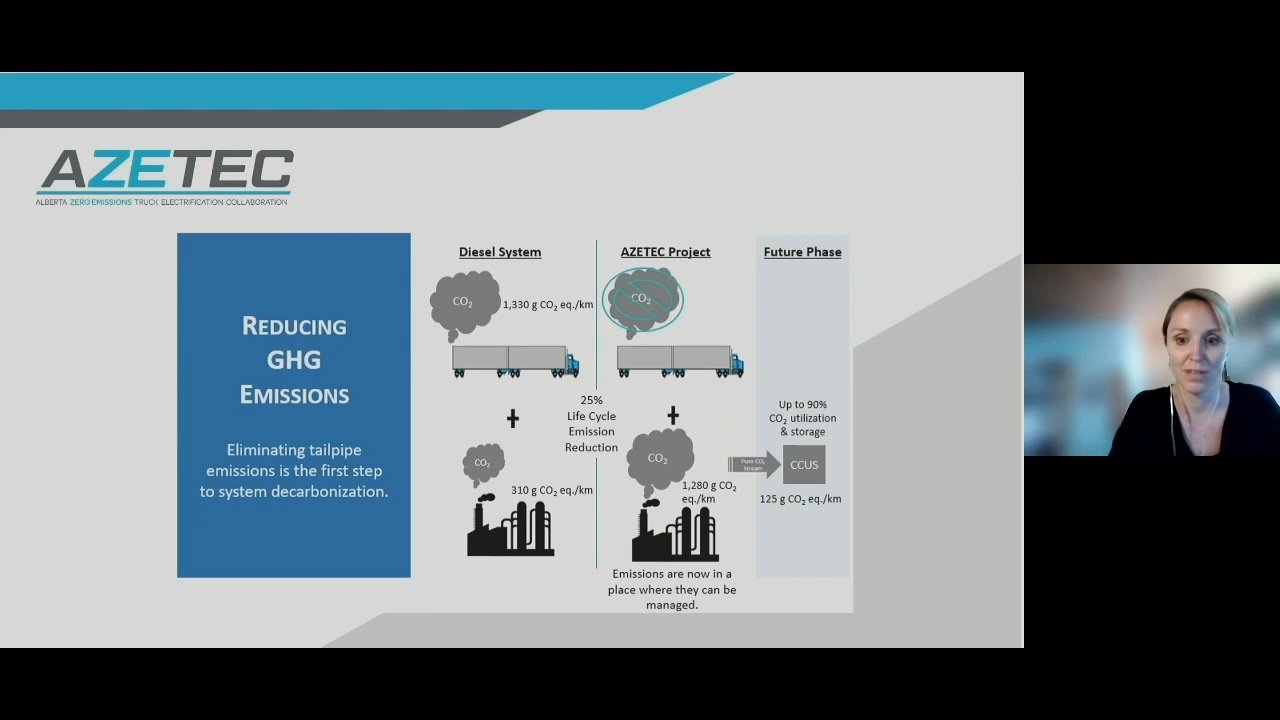 AZETEC
ALBERTA ZERO EMISSIONS TRUCK ELECTRIFICATION COLLABORATION
REDUCING
GHG
EMISSIONS
Eliminating tailpipe
emissions is the first step
to system decarbonization.
Diesel System
CO₂
1,330 g CO₂ eq./km
+
CO₂
310 g CO₂ eq./km
25%
Life Cycle
Emission
Reduction
AZETEC Project
CO₂
+
CO₂
1,280 g CO₂
eq./km
Emissions are now in a
place where they can be
managed.
Future Phase
Up to 90%
CO₂ utilization
& storage
Pure CO₂
Stream
CCUS
125 g CO₂ eq./km